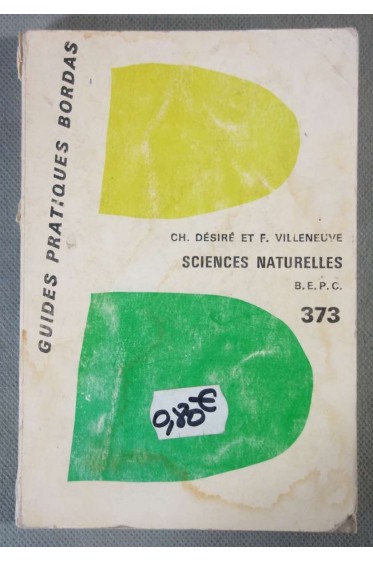 GUIDES PRATIQUES BORDAS
CH. DÉSIRÉ ET F. VILLENEUVE
SCIENCES NATURELLES
B.E.P.C.
373
0,80€